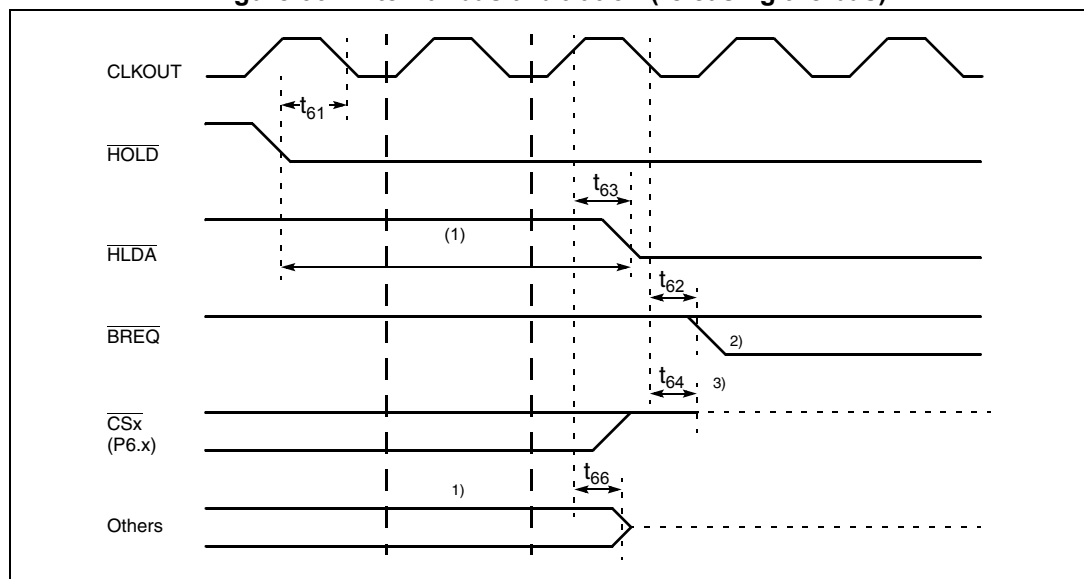 CLKOUT
t61
HOLD
t63
HLDA
(1)
t62
BREQ
2)
t64
3)
CSx
(P6.x)
t66
1)
Others